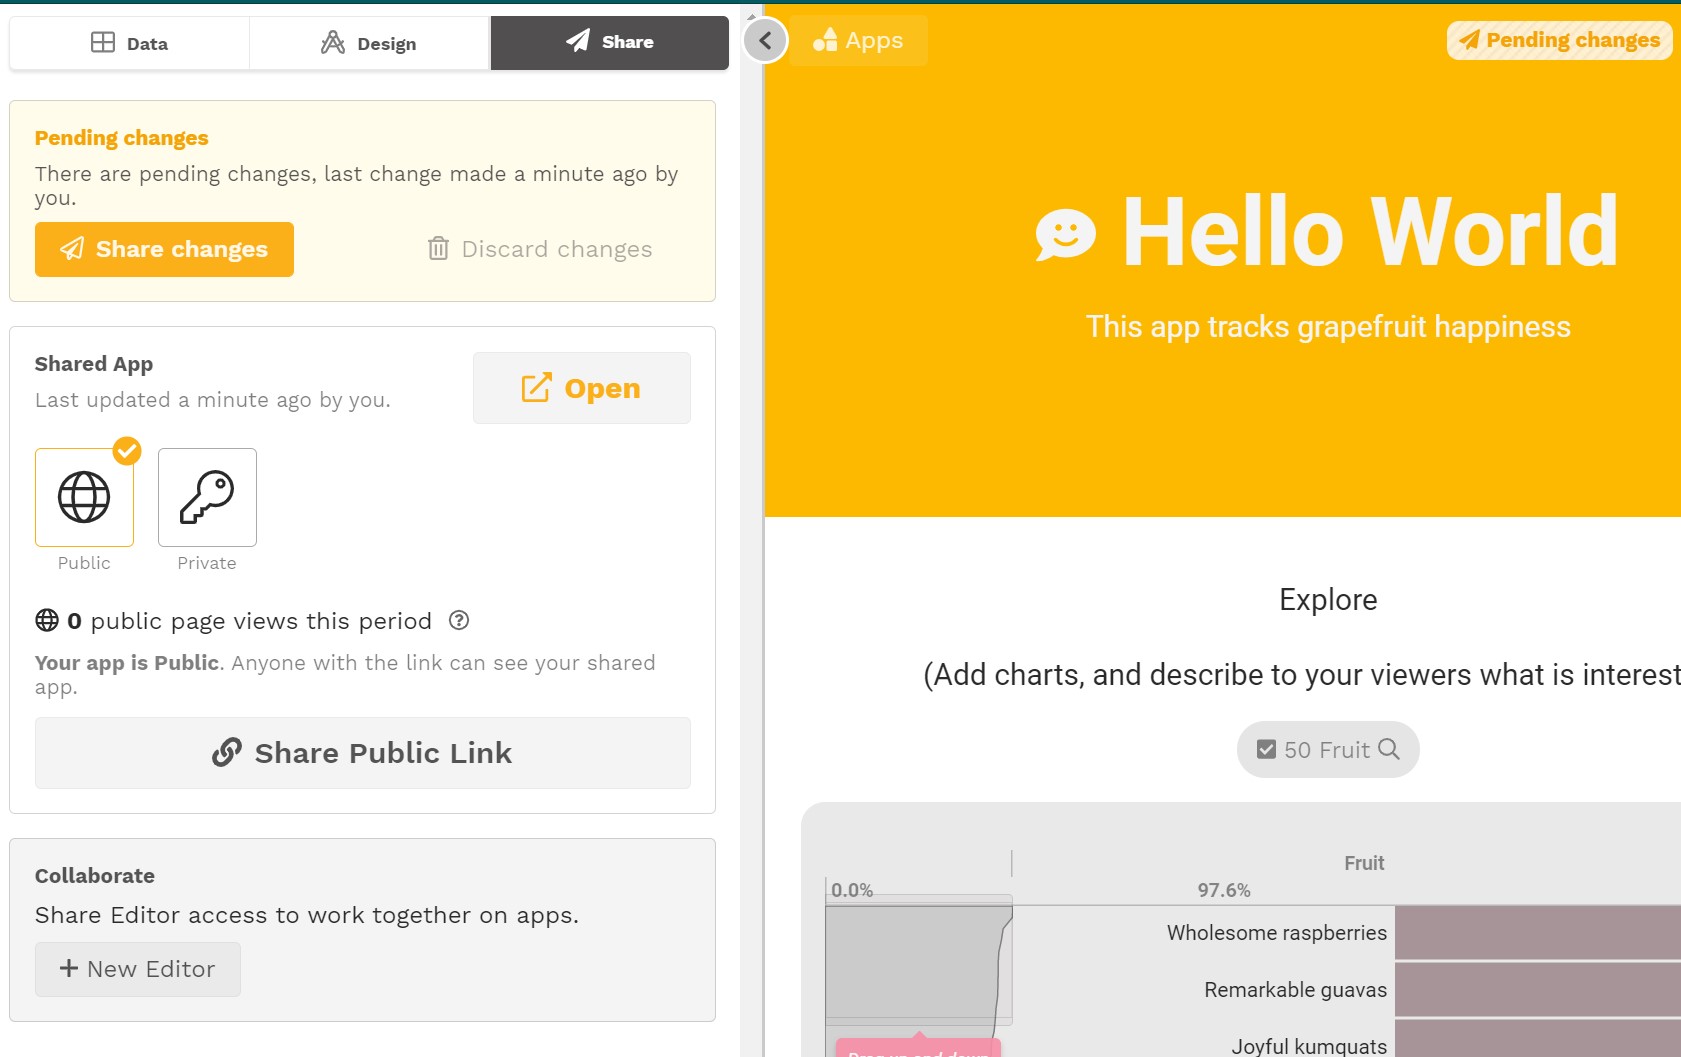 Data
Design
Share
Apps
Pending changes
Pending changes
There are pending changes, last change made a minute ago by
you.
Share changes
Discard changes
Shared App
Last updated a minute ago by you.
Open
Public
Private
0 public page views this period
Your app is Public. Anyone with the link can see your shared
app.
Share Public Link
Collaborate
Share Editor access to work together on apps.
+ New Editor
Hello World
This app tracks grapefruit happiness
Explore
(Add charts, and describe to your viewers what is interest
50 Fruit
Fruit
0.0%
97.6%
Wholesome raspberries
Remarkable guavas
Joyful kumquats